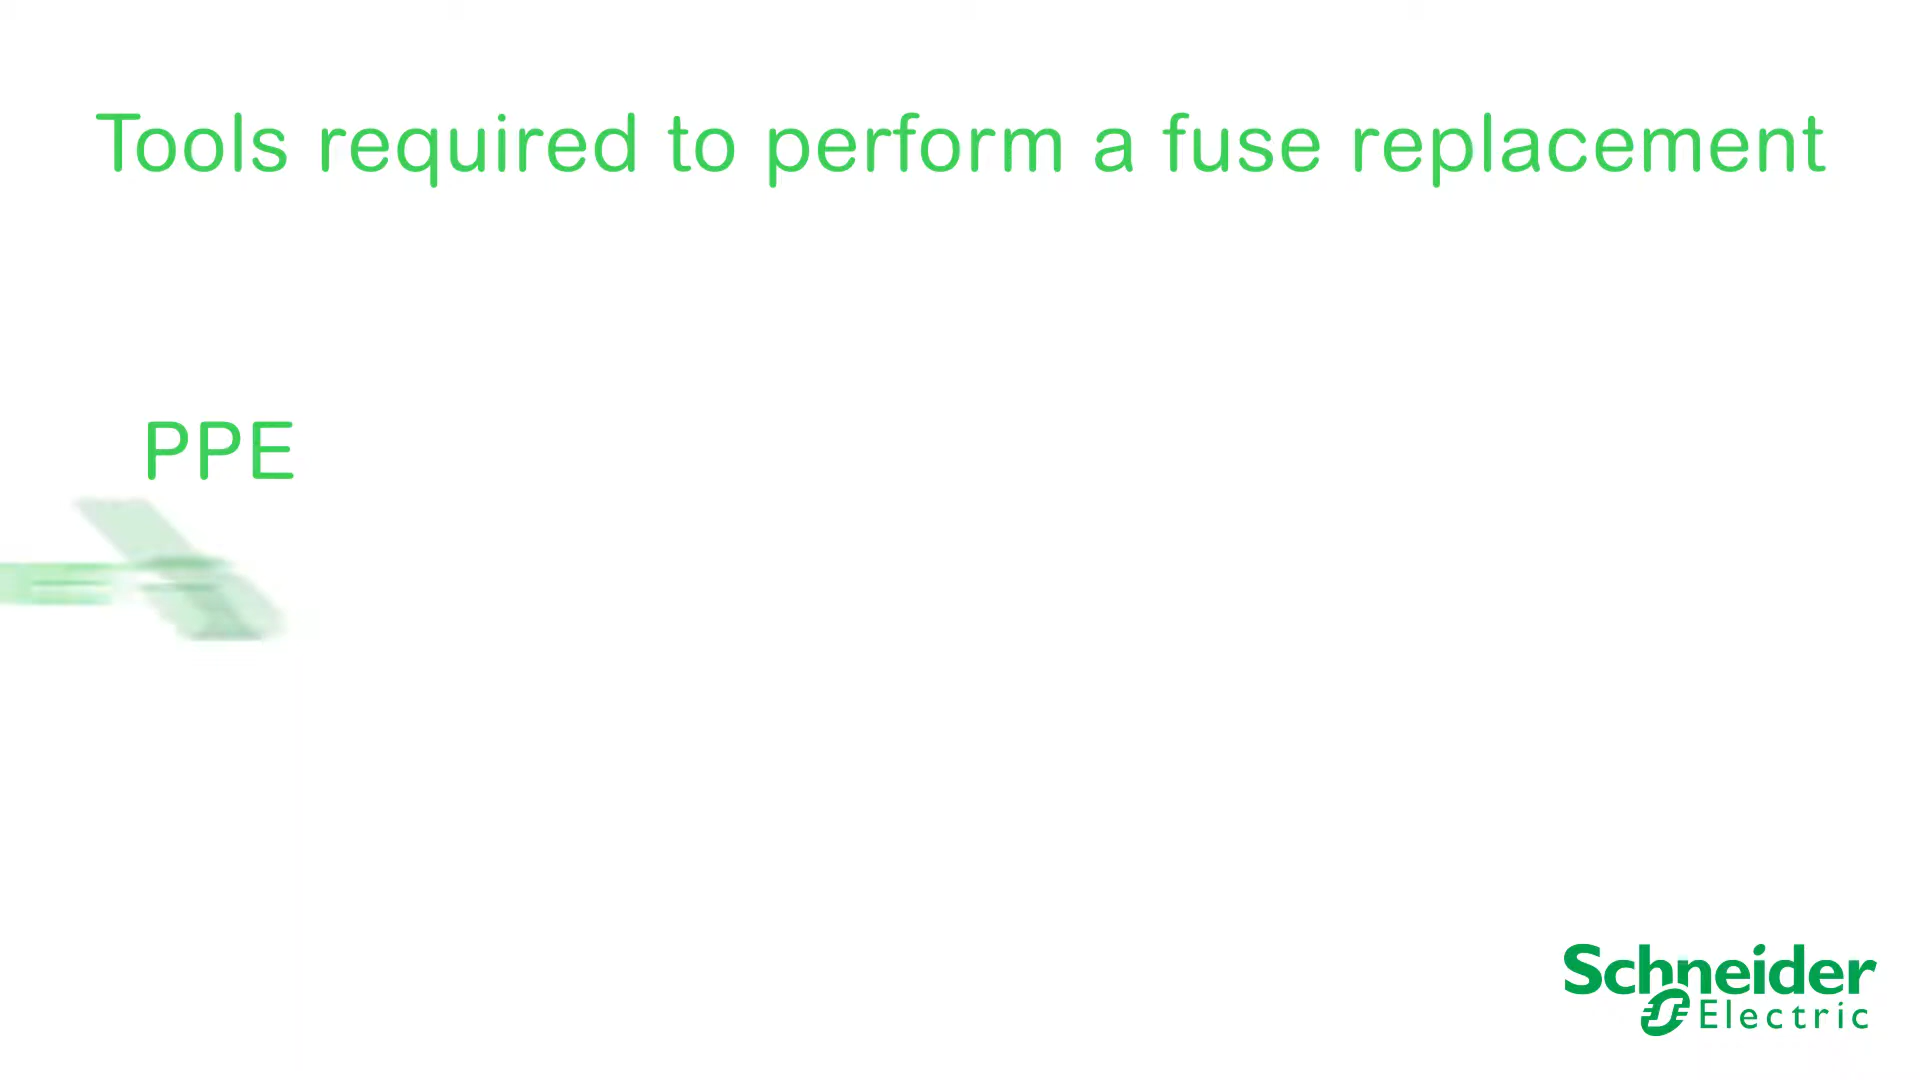 Tools required to perform a fuse replacement
PPE
Schneider
Electric